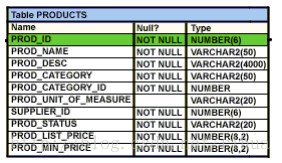 Table PRODUCTS
Name Null? Type
PROD_ID NOT NULL NUMBER(6)
PROD_NAME NOT NULL VARCHAR2(50)
PROD_DESC NOT NULL VARCHAR2(4000)
PROD_CATEGORY NOT NULL VARCHAR2(50)
PROD_CATEGORY_ID NOT NULL NUMBER
PROD_UNIT_OF_MEASURE VARCHAR2(20)
SUPPLIER_ID NOT NULL NUMBER(6)
PROD_STATUS NOT NULL VARCHAR2(20)
PROD_LIST_PRICE NOT NULL NUMBER(8,2)
PROD_MIN_PRICE NOT NULL NUMBER(8,2)